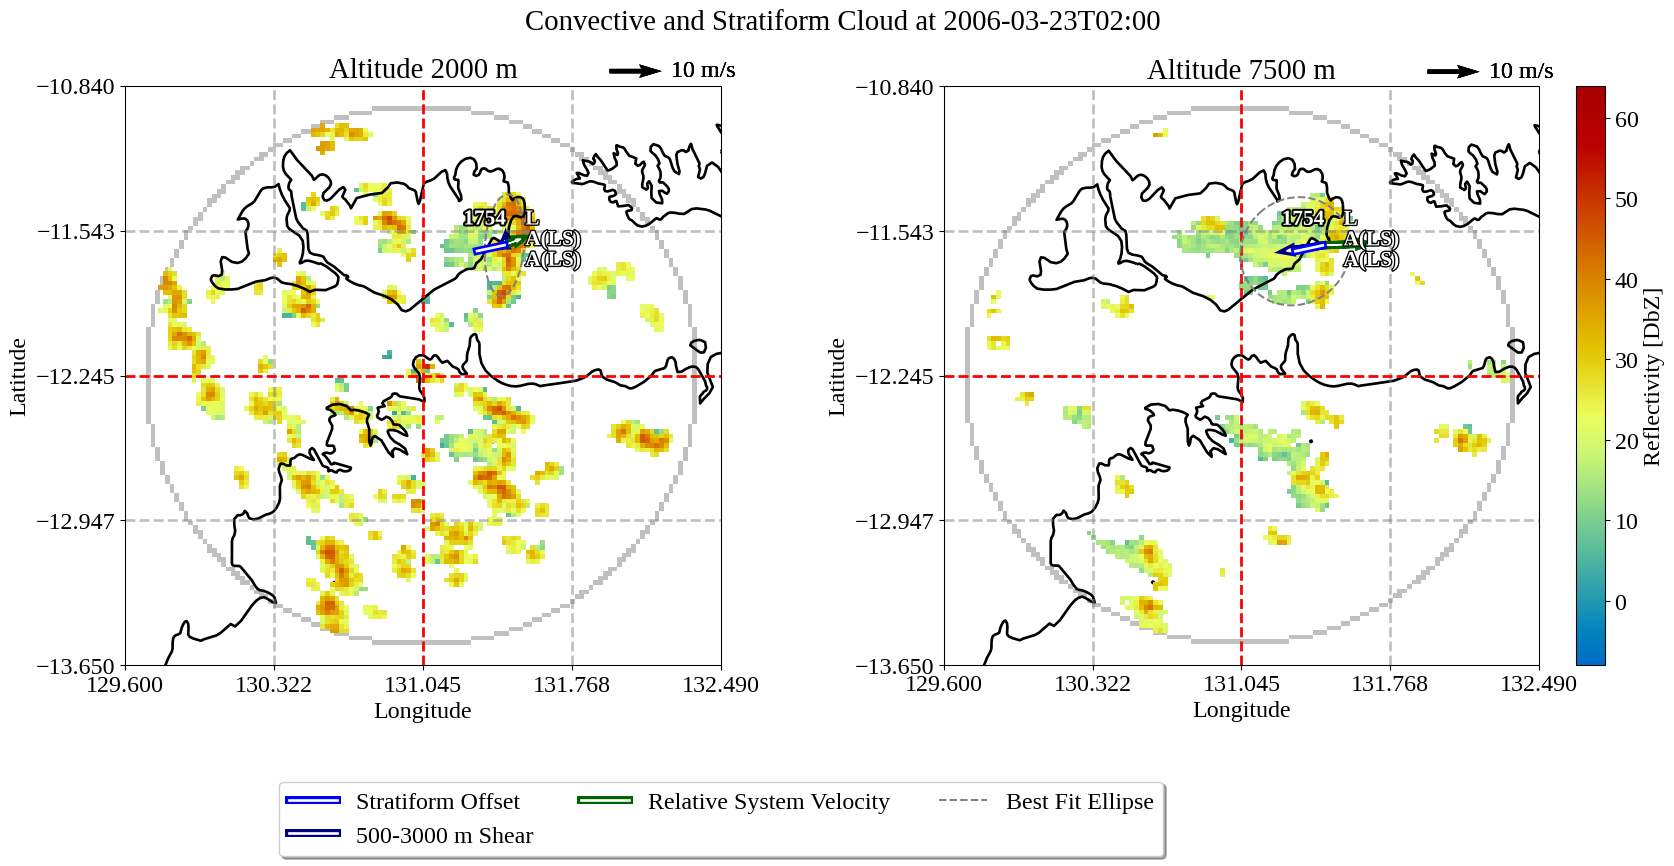 Convective and Stratiform Cloud at 2006-03-23T02:00
Altitude 2000 m
10 m/s
−10.840
−11.543
−12.245
−12.947
−13.650
129.600
130.322
131.045
131.768
132.490
Longitude
Latitude
1754
L
A(LS)
A(LS)
Altitude 7500 m
10 m/s
−10.840
−11.543
−12.245
−12.947
−13.650
129.600
130.322
131.045
131.768
132.490
Longitude
Latitude
1754
L
A(LS)
A(LS)
60
50
40
30
20
10
0
Reflectivity [DbZ]
Stratiform Offset
500-3000 m Shear
Relative System Velocity
Best Fit Ellipse